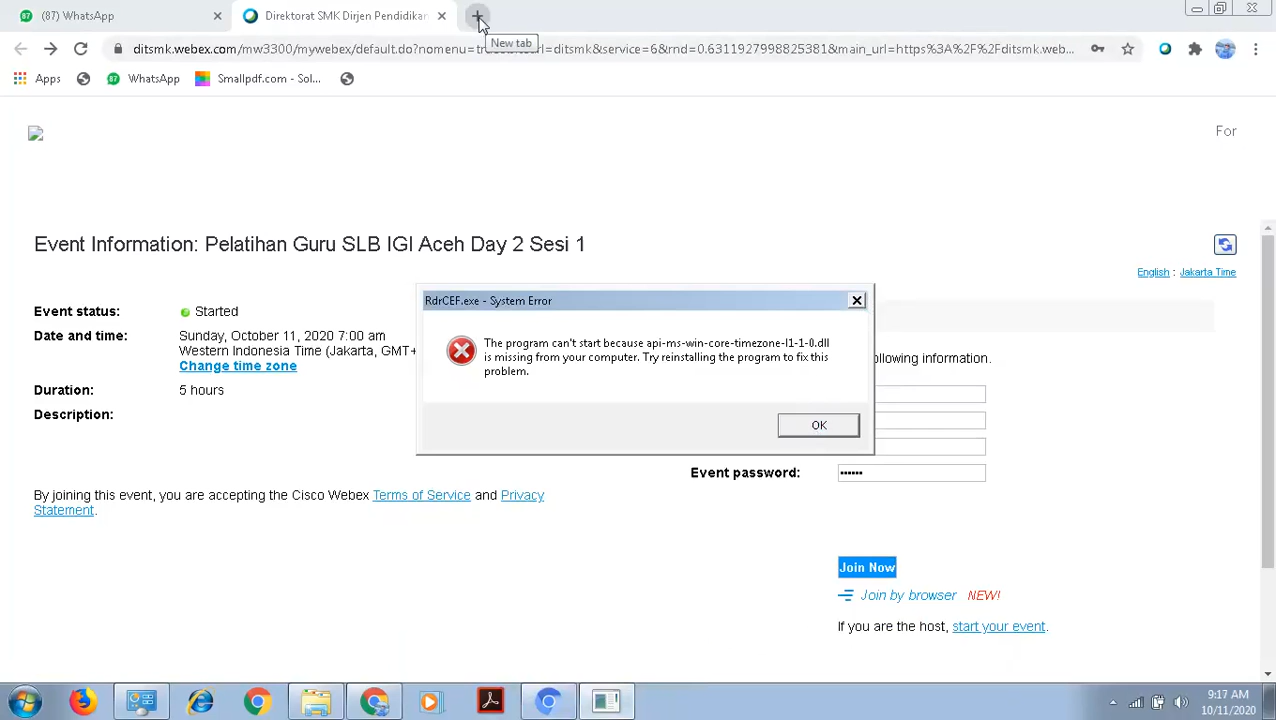 (87) WhatsApp
Direktorat SMK Dirjen Pendidikan
New tab
ditsmk.webex.com/mw3300/mywebex/default.do?nomenu=true&siteurl=ditsmk&service=6&rnd=0.6311927998825381&main_url=https%3A%2F%2Fditsmk.web...
Apps
WhatsApp
Smallpdf.com - Sol...
For
Event Information: Pelatihan Guru SLB IGI Aceh Day 2 Sesi 1
English : Jakarta Time
RdrCEF.exe - System Error
The program can't start because api-ms-win-core-timezone-l1-1-0.dll
is missing from your computer. Try reinstalling the program to fix this
problem.
OK
Event status:
Started
Date and time:
Sunday, October 11, 2020 7:00 am
Western Indonesia Time (Jakarta, GMT+
Change time zone
Duration:
5 hours
Description:
ollowing information.
Event password:
••••••
By joining this event, you are accepting the Cisco Webex Terms of Service and Privacy
Statement.
Join Now
Join by browser NEW!
If you are the host, start your event.
9:17 AM
10/11/2020